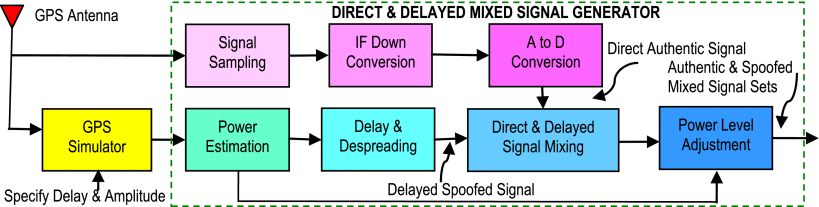 GPS Antenna
DIRECT & DELAYED MIXED SIGNAL GENERATOR
Signal
Sampling
IF Down
Conversion
A to D
Conversion
Direct Authentic Signal
Authentic & Spoofed
Mixed Signal Sets
GPS
Simulator
Power
Estimation
Delay &
Despreading
Direct & Delayed
Signal Mixing
Power Level
Adjustment
Specify Delay & Amplitude
Delayed Spoofed Signal